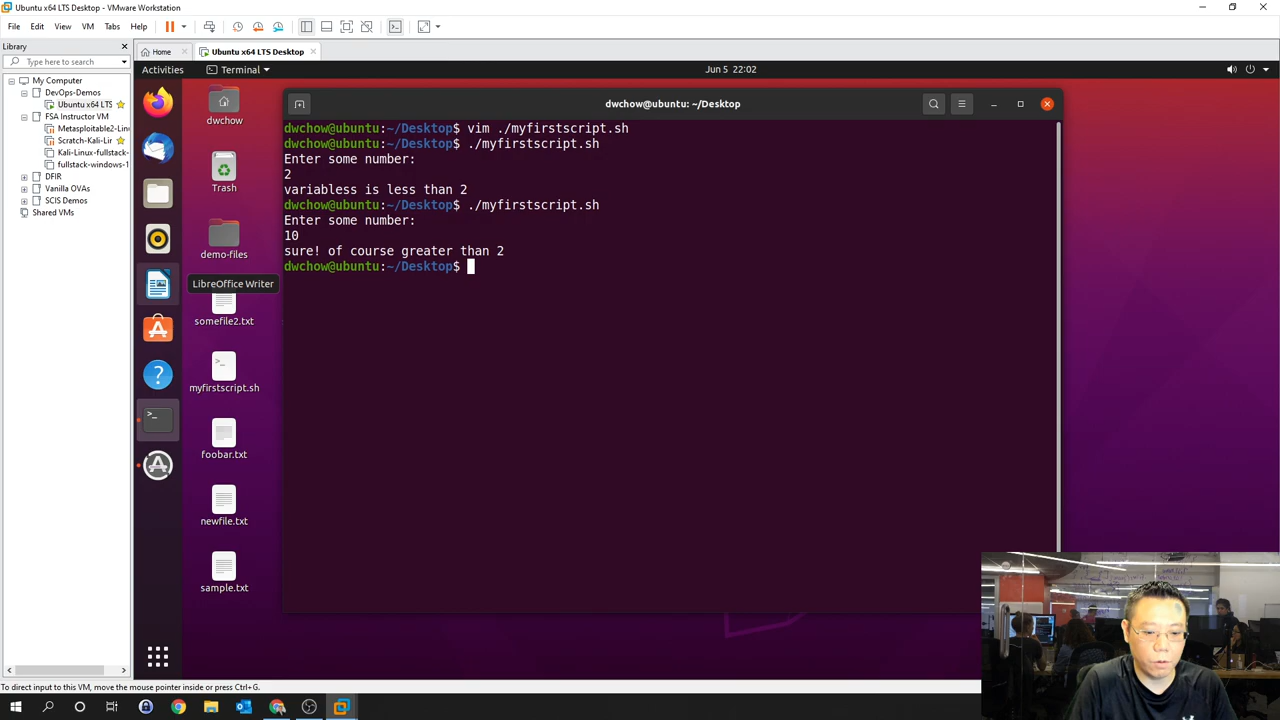 Ubuntu x64 LTS Desktop - VMware Workstation
File Edit View VM Tabs Help
Library
Type here to search
My Computer
DevOps-Demos
Ubuntu x64 LTS
FSA Instructor VM
Metasploitable2-Lin
Scratch-Kali-Lir
Kali-Linux-fullstack-
fullstack-windows-1
DFIR
Vanilla OVAs
SCIS Demos
Shared VMs
Home
Ubuntu x64 LTS Desktop
Activities
Terminal
Jun 5 22:02
dwchow
Trash
demo-files
LibreOffice Writer
somefile2.txt
myfirstscript.sh
foobar.txt
newfile.txt
sample.txt
dwchow@ubuntu: ~/Desktop
dwchow@ubuntu:~/Desktop$ vim ./myfirstscript.sh
dwchow@ubuntu:~/Desktop$ ./myfirstscript.sh
Enter some number:
2
variabless is less than 2
dwchow@ubuntu:~/Desktop$ ./myfirstscript.sh
Enter some number:
10
sure! of course greater than 2
dwchow@ubuntu:~/Desktop$
To direct input to this VM, move the mouse pointer inside or press Ctrl+G.